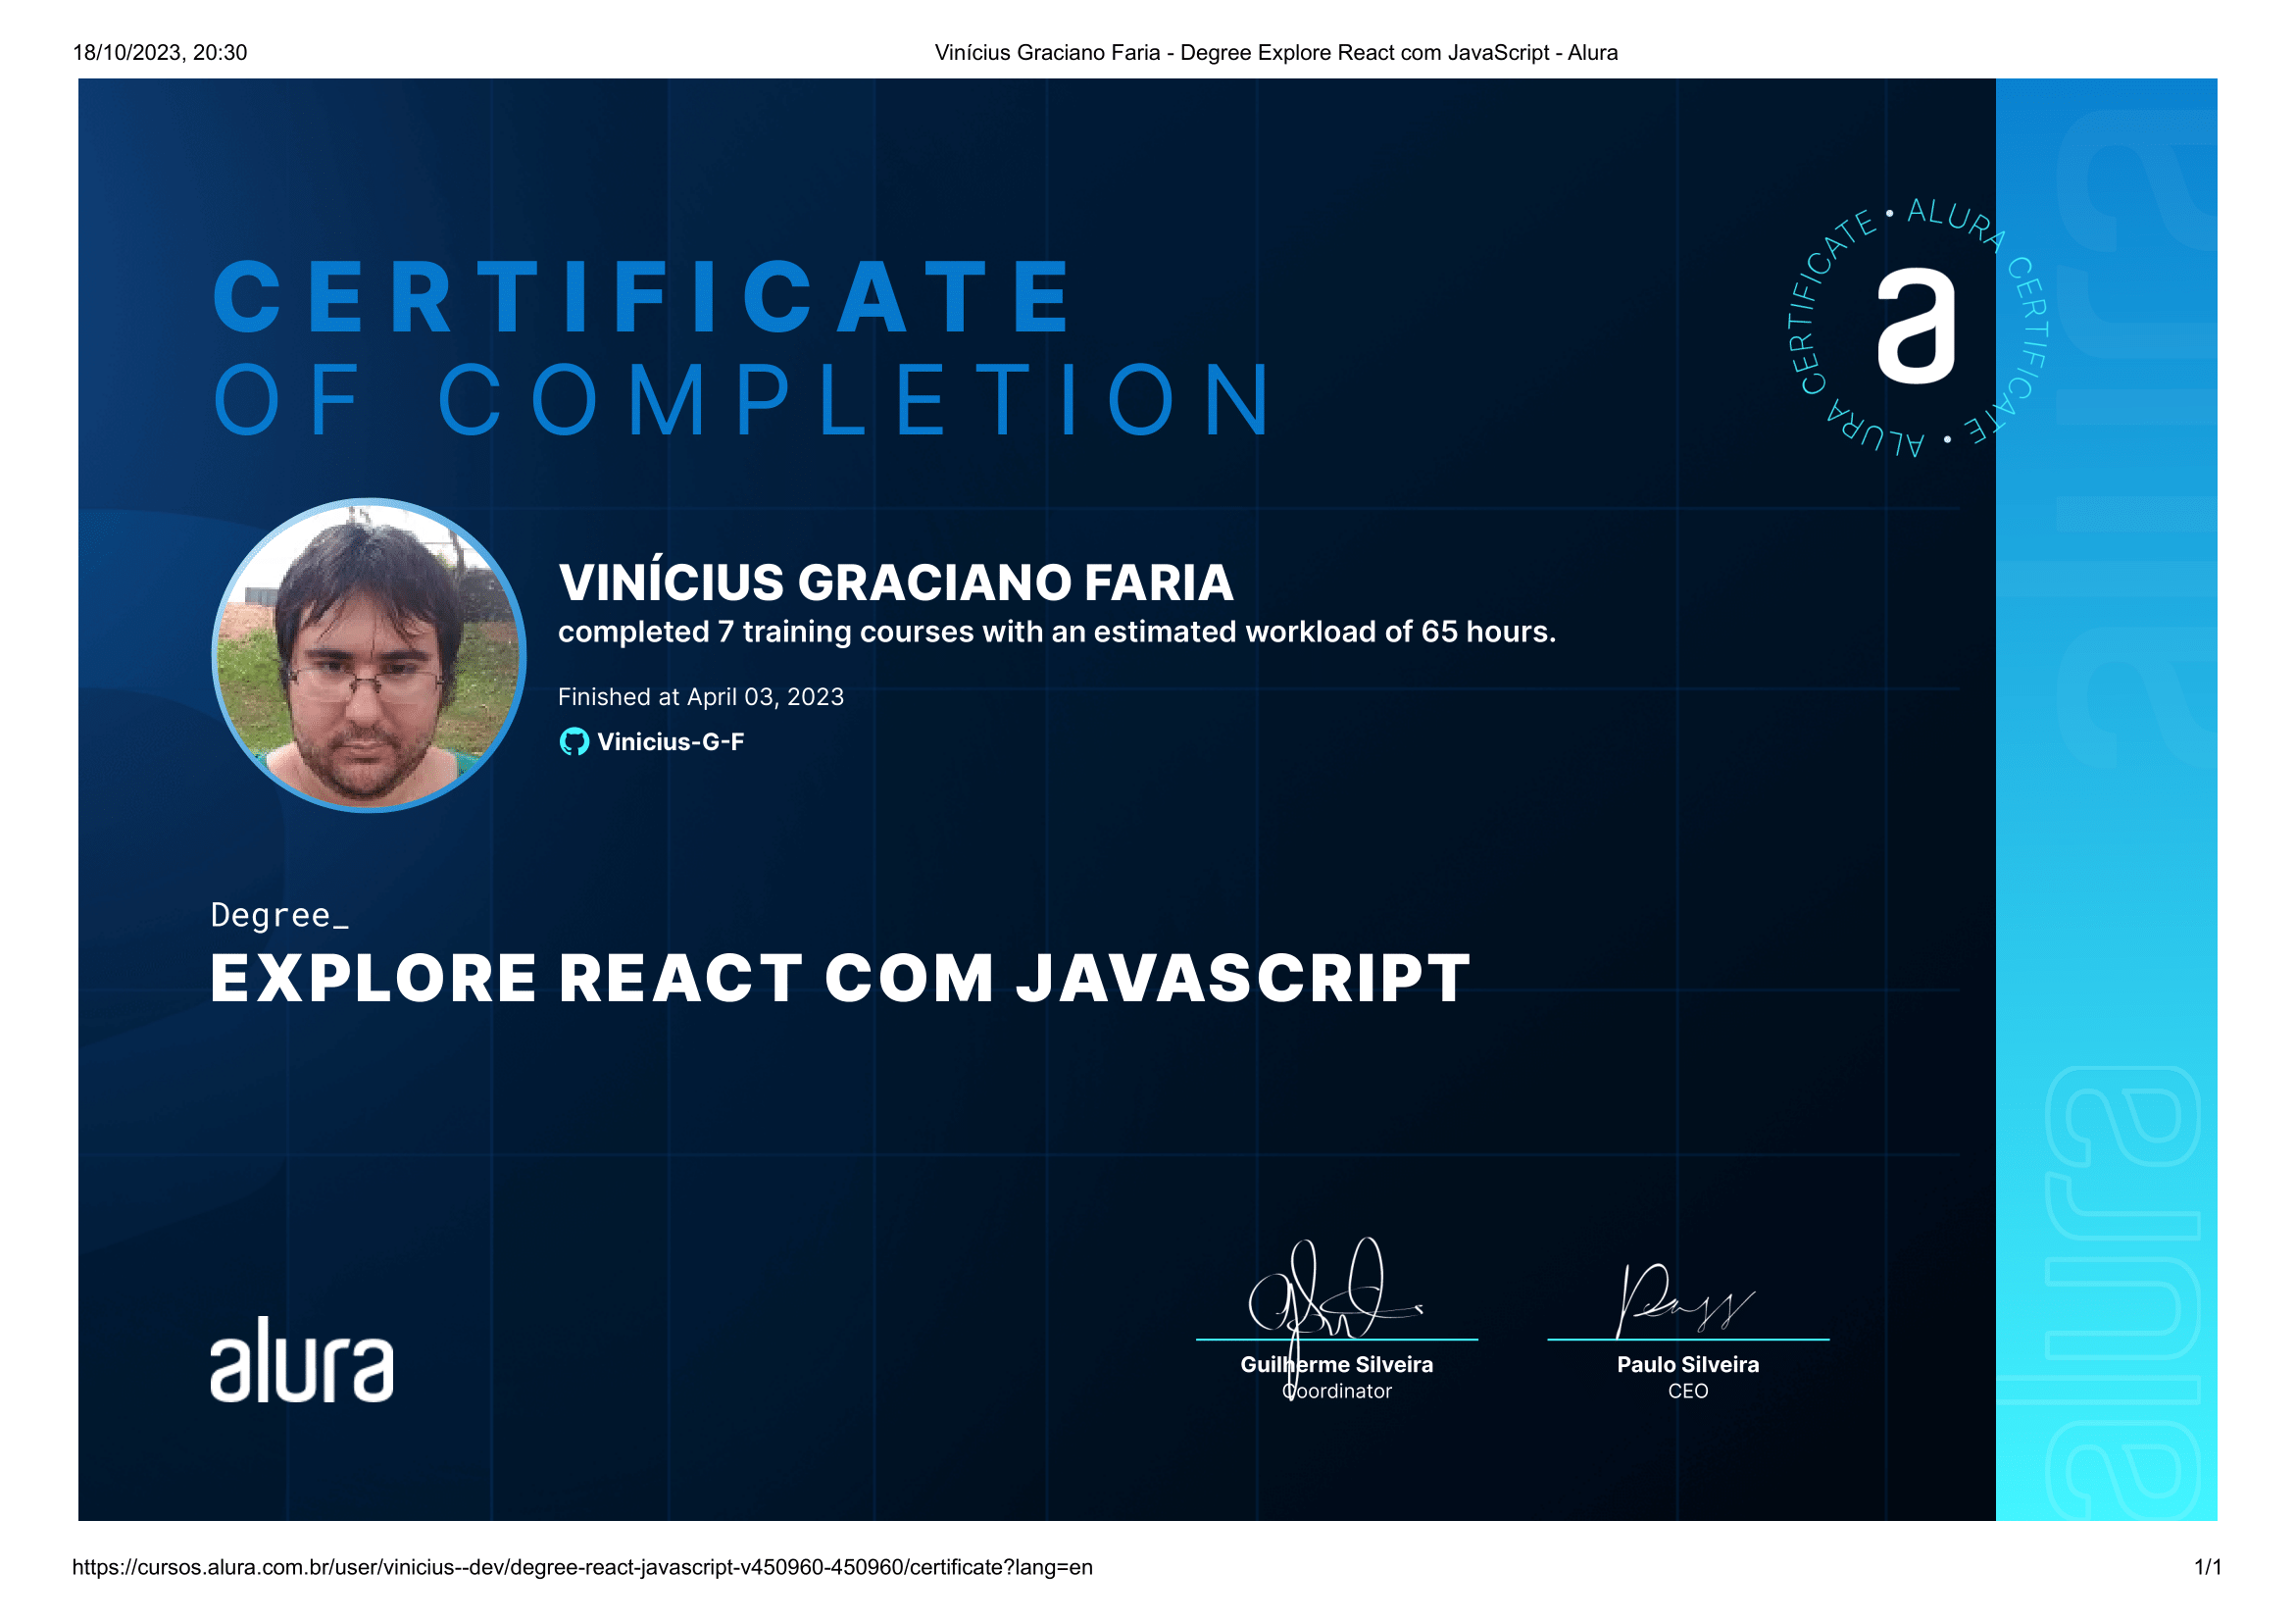 18/10/2023, 20:30
Vinícius Graciano Faria - Degree Explore React com JavaScript - Alura
CERTIFICATE
OF COMPLETION
ALURA CERTIFICATE • ALURA CERTIFICATE •
a
VINÍCIUS GRACIANO FARIA
completed 7 training courses with an estimated workload of 65 hours.
Finished at April 03, 2023
Vinicius-G-F
Degree_
EXPLORE REACT COM JAVASCRIPT
alura
Guilherme Silveira
Coordinator
Paulo Silveira
CEO
alura
alura
alura
https://cursos.alura.com.br/user/vinicius--dev/degree-react-javascript-v450960-450960/certificate?lang=en
1/1